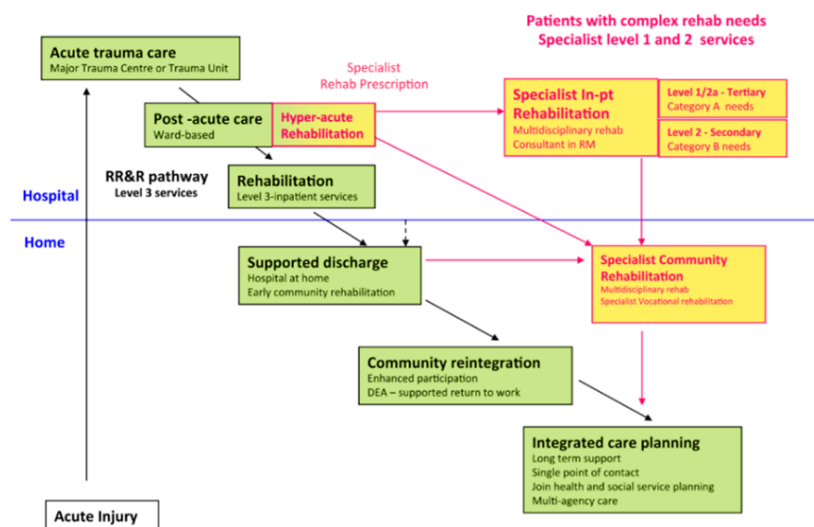 Patients with complex rehab needs
Specialist level 1 and 2 services
Acute trauma care
Major Trauma Centre or Trauma Unit
Specialist
Rehab Prescription
Post -acute care
Ward-based
Hyper-acute
Rehabilitation
Specialist In-pt
Rehabilitation
Multidisciplinary rehab
Consultant in RM
Level 1/2a - Tertiary
Category A needs
Level 2 - Secondary
Category B needs
RR&R pathway
Level 3 services
Rehabilitation
Level 3-inpatient services
Hospital
Home
Supported discharge
Hospital at home
Early community rehabilitation
Specialist Community
Rehabilitation
Multidisciplinary rehab
Specialist Vocational rehabilitation
Community reintegration
Enhanced participation
DEA – supported return to work
Integrated care planning
Long term support
Single point of contact
Join health and social service planning
Multi-agency care
Acute Injury